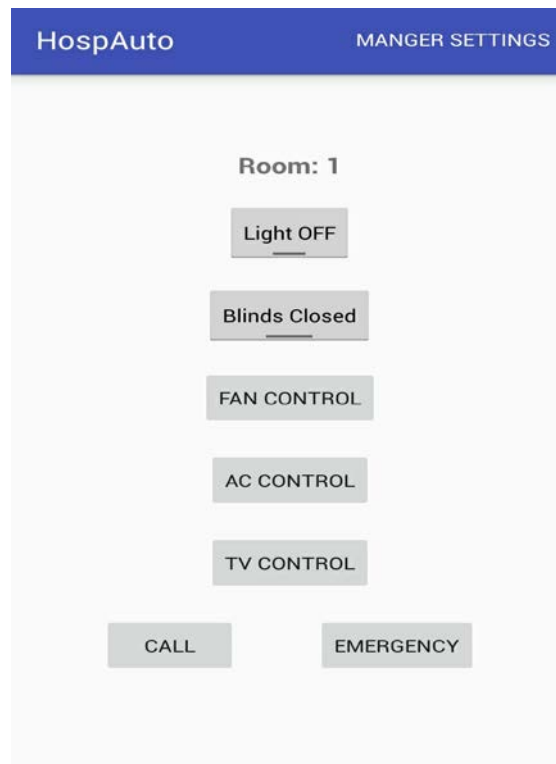 HospAuto MANGER SETTINGS
Room: 1
Light OFF
Blinds Closed
FAN CONTROL
AC CONTROL
TV CONTROL
CALL EMERGENCY